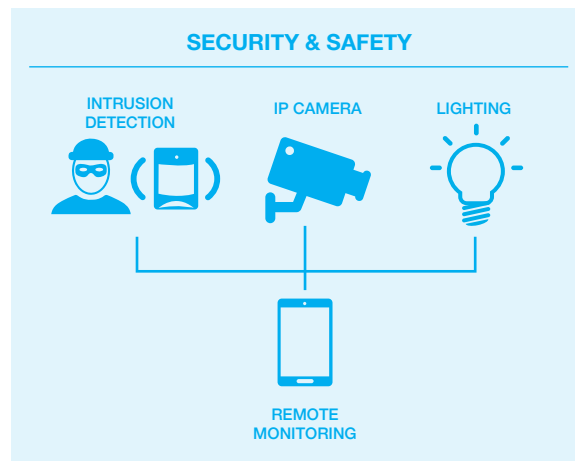 SECURITY & SAFETY
INTRUSION
DETECTION
IP CAMERA
LIGHTING
REMOTE
MONITORING